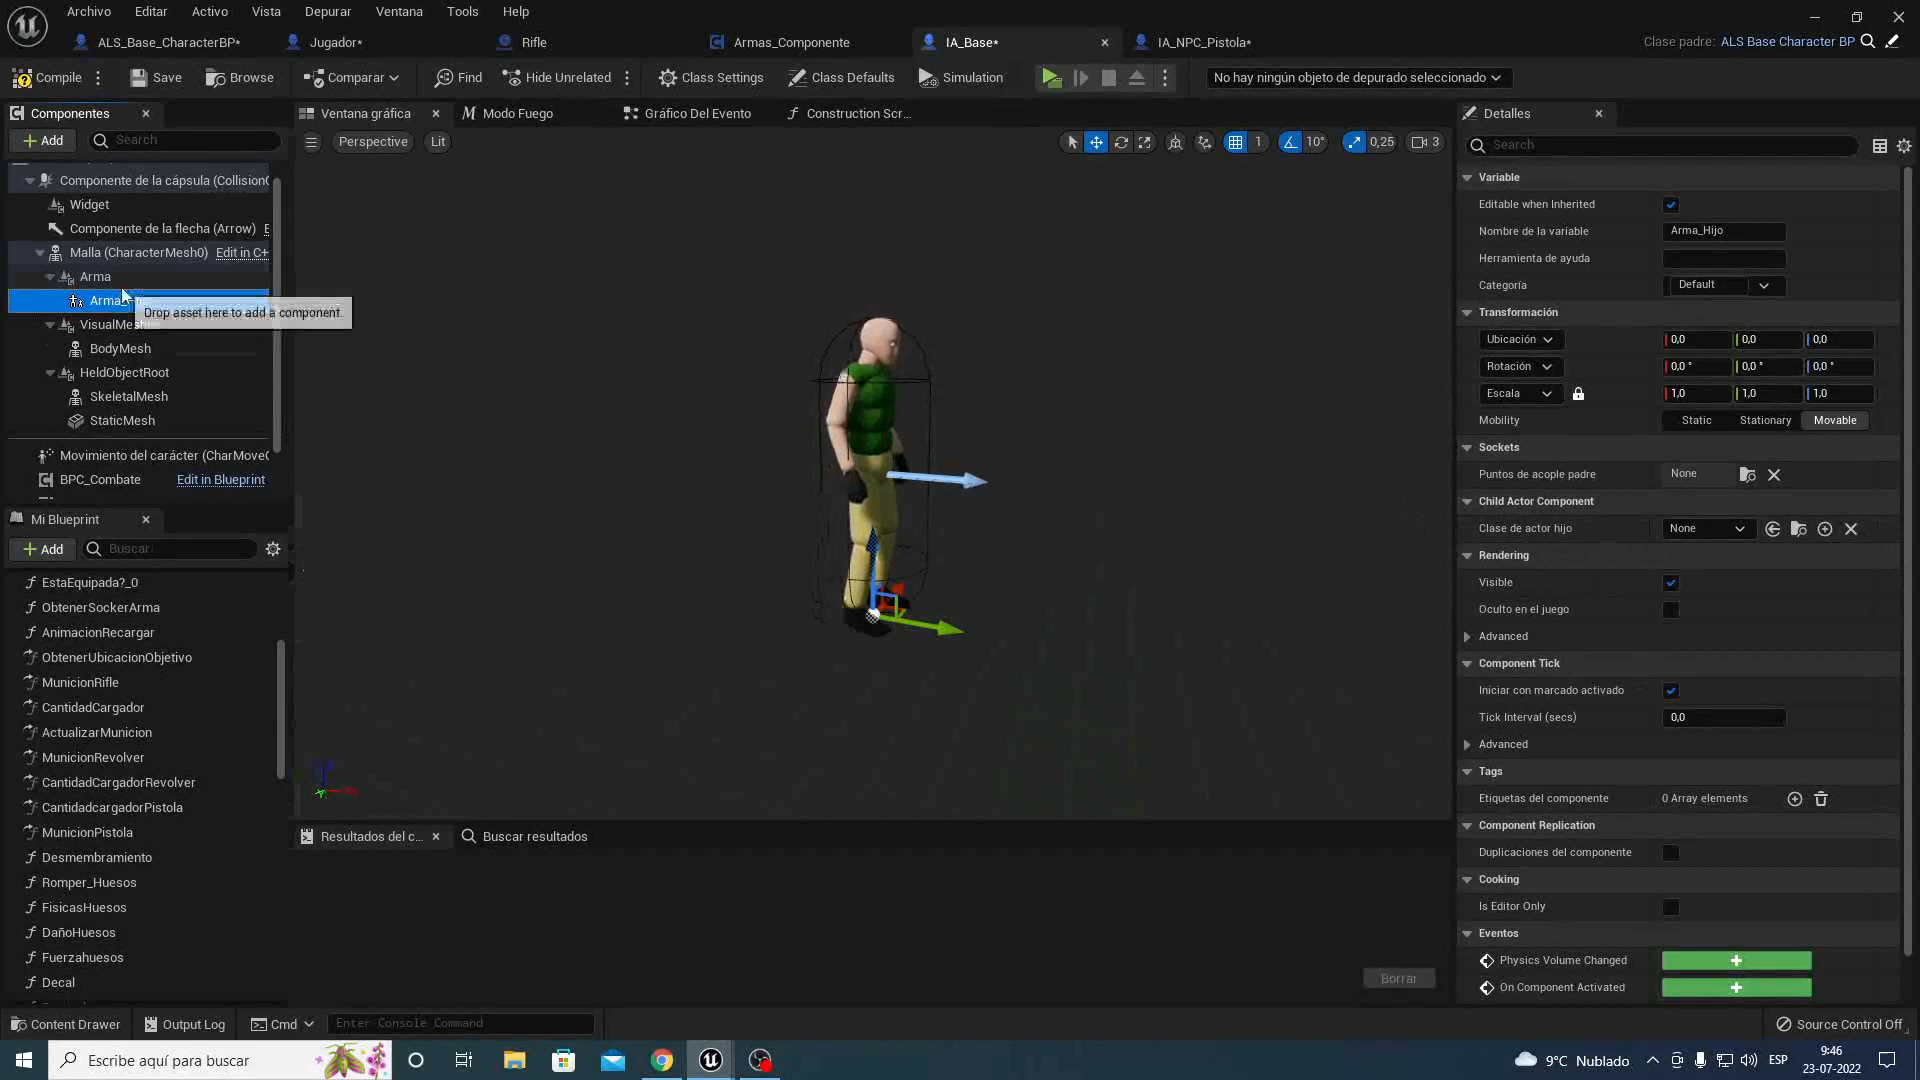 Archivo Editar Activo Vista Depurar Ventana Tools Help
ALS_Base_CharacterBP* Jugador* Rifle Armas_Componente IA_Base* IA_NPC_Pistola* Clase padre: ALS Base Character BP
Compile Save Browse Comparar Find Hide Unrelated Class Settings Class Defaults Simulation No hay ningún objeto de depurado seleccionado
Componentes Ventana gráfica Modo Fuego Gráfico Del Evento Construction Scr... Detalles
Add Search Perspective Lit 1 10° 0,25 3 Search
Componente de la cápsula (Collision
Widget
Componente de la flecha (Arrow)
Malla (CharacterMesh0) Edit in C+
Arma
Arma
Drop asset here to add a component.
VisualMesh
BodyMesh
HeldObjectRoot
SkeletalMesh
StaticMesh
Movimiento del carácter (CharMove
BPC_Combate Edit in Blueprint
Mi Blueprint
Add Buscar
EstaEquipada?_0
ObtenerSockerArma
AnimacionRecargar
ObtenerUbicacionObjetivo
MunicionRifle
CantidadCargador
ActualizarMunicion
MunicionRevolver
CantidadCargadorRevolver
CantidadcargadorPistola
MunicionPistola
Desmembramiento
Romper_Huesos
FisicasHuesos
DañoHuesos
Fuerzahuesos
Decal
Variable
Editable when Inherited
Nombre de la variable Arma_Hijo
Herramienta de ayuda
Categoría Default
Transformación
Ubicación 0,0 0,0 0,0
Rotación 0,0 ° 0,0 ° 0,0 °
Escala 1,0 1,0 1,0
Mobility Static Stationary Movable
Sockets
Puntos de acople padre None
Child Actor Component
Clase de actor hijo None
Rendering
Visible
Oculto en el juego
Advanced
Component Tick
Iniciar con marcado activado
Tick Interval (secs) 0,0
Advanced
Tags
Etiquetas del componente 0 Array elements
Component Replication
Duplicaciones del componente
Cooking
Is Editor Only
Eventos
Physics Volume Changed
On Component Activated
Resultados del c... Buscar resultados
Borrar
Content Drawer Output Log Cmd Enter Console Command Source Control Off
Escribe aquí para buscar 9°C Nublado ESP 9:46
23-07-2022